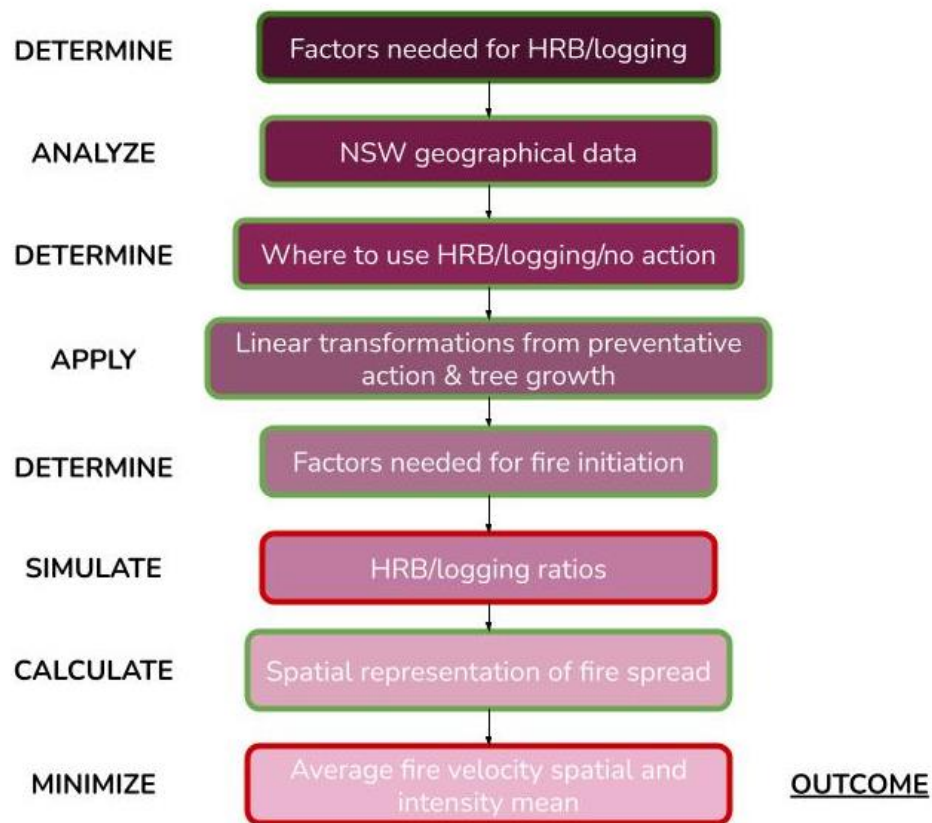 DETERMINE
Factors needed for HRB/logging
ANALYZE
NSW geographical data
DETERMINE
Where to use HRB/logging/no action
APPLY
Linear transformations from preventative
action & tree growth
DETERMINE
Factors needed for fire initiation
SIMULATE
HRB/logging ratios
CALCULATE
Spatial representation of fire spread
MINIMIZE
Average fire velocity spatial and
intensity mean
OUTCOME